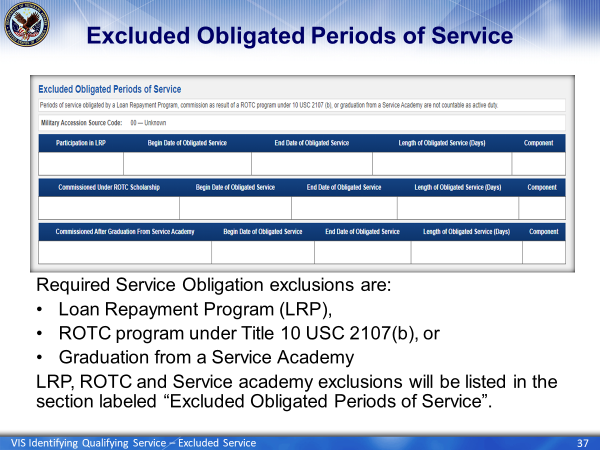 Excluded Obligated Periods of Service
Excluded Obligated Periods of Service
Periods of service obligated by a Loan Repayment Program, commission as result of a ROTC program under 10 USC 2107 (b), or graduation from a Service Academy are not countable as active duty.
Military Accession Source Code: 00 — Unknown
Participation in LRP Begin Date of Obligated Service End Date of Obligated Service Length of Obligated Service (Days) Component
Commissioned Under ROTC Scholarship Begin Date of Obligated Service End Date of Obligated Service Length of Obligated Service (Days) Component
Commissioned After Graduation From Service Academy Begin Date of Obligated Service End Date of Obligated Service Length of Obligated Service (Days) Component
Required Service Obligation exclusions are:
• Loan Repayment Program (LRP),
• ROTC program under Title 10 USC 2107(b), or
• Graduation from a Service Academy
LRP, ROTC and Service academy exclusions will be listed in the
section labeled “Excluded Obligated Periods of Service”.
VIS Identifying Qualifying Service – Excluded Service 37